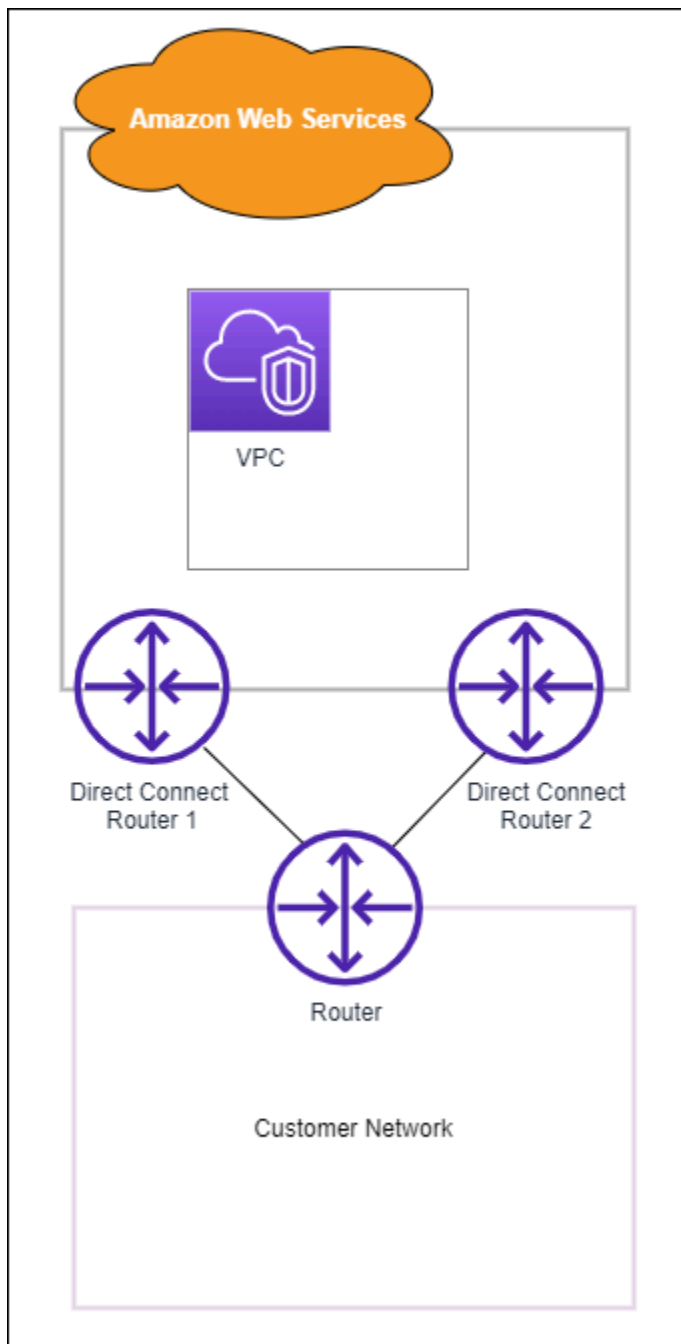 Amazon Web Services
VPC
Direct Connect
Router 1
Direct Connect
Router 2
Router
Customer Network